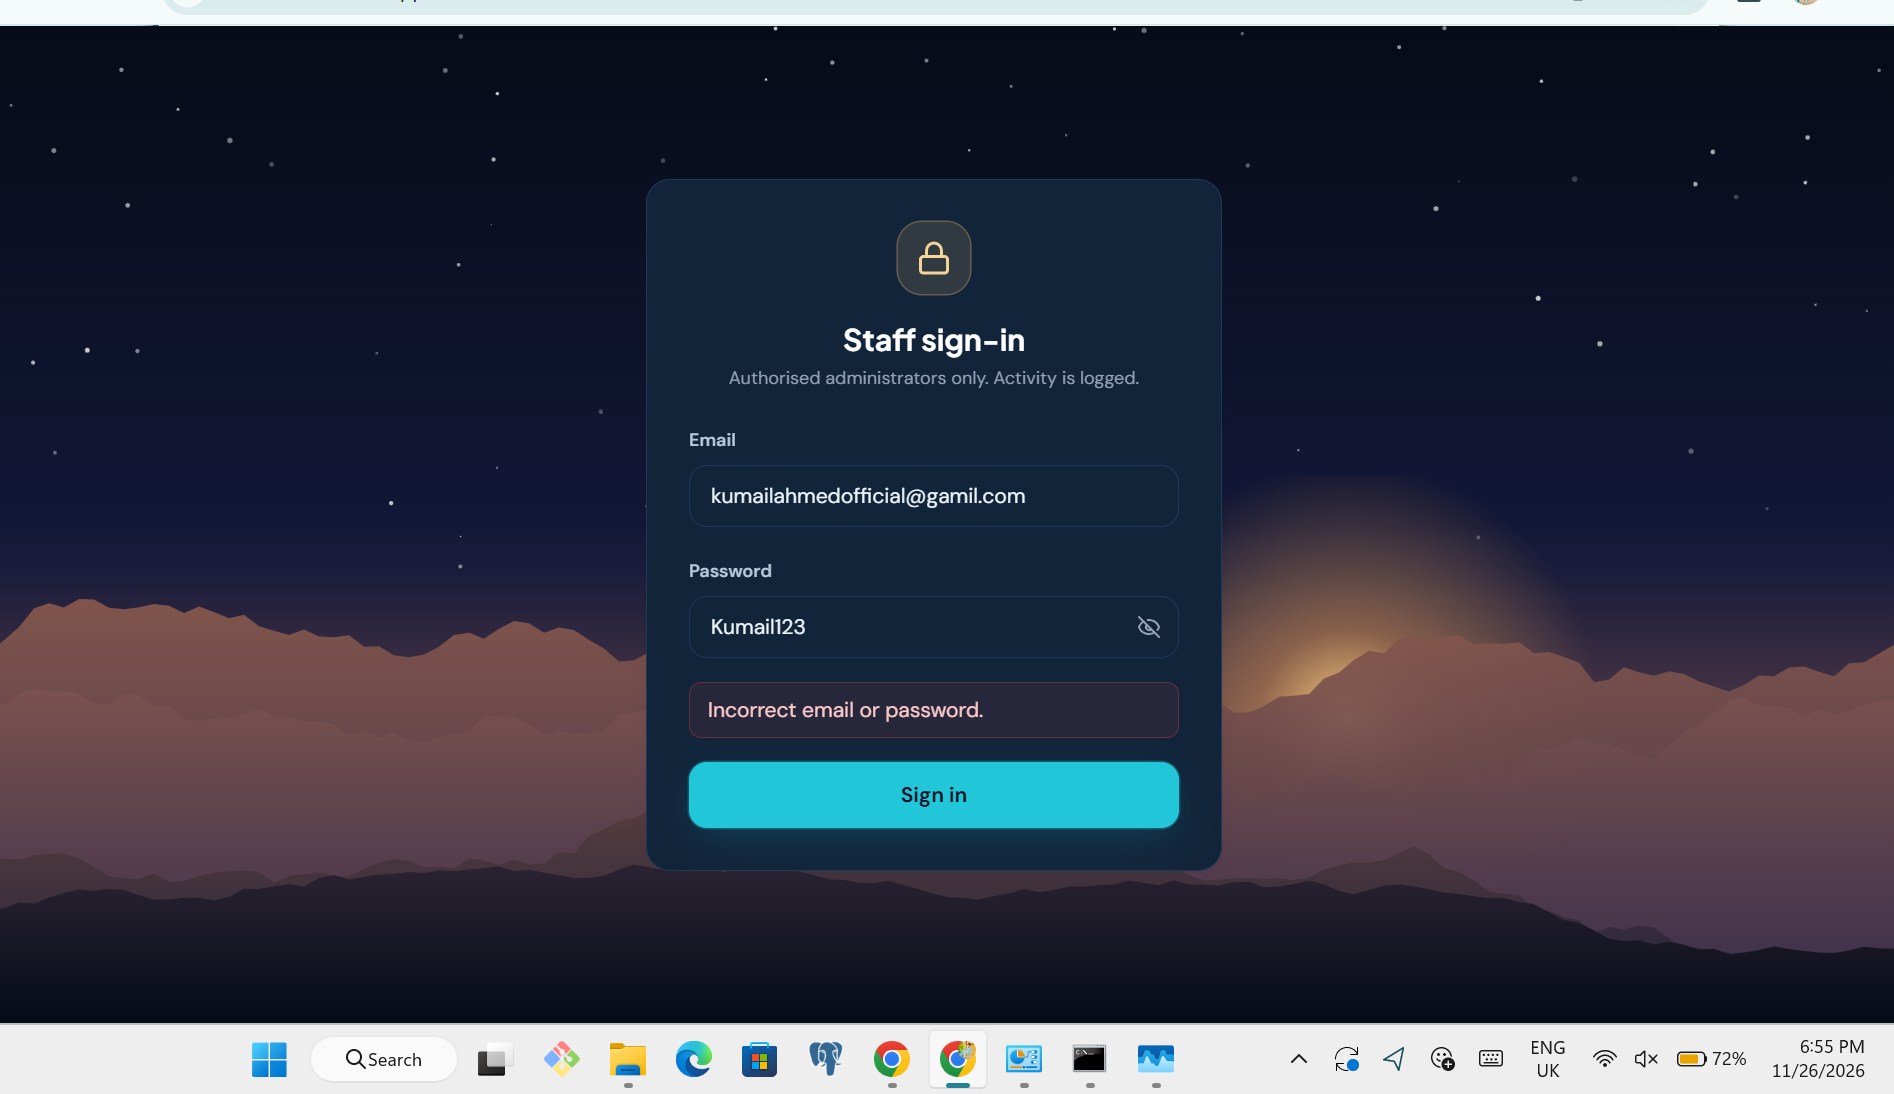 Staff sign-in
Authorised administrators only. Activity is logged.
Email
kumailahmedofficial@gamil.com
Password
Kumail123
Incorrect email or password.
Sign in
Search
ENG
UK
72%
6:55 PM
11/26/2026